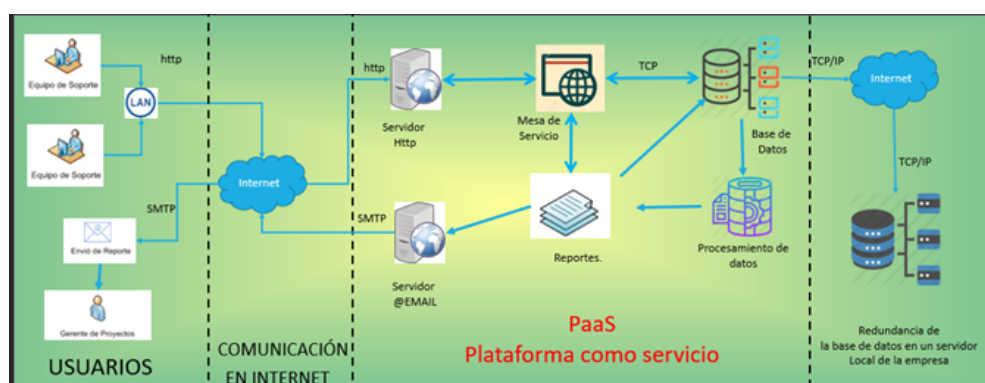 Equipo de Soporte
http
LAN
Equipo de Soporte
SMTP
Envió de Reporte
Gerente de Proyectos
USUARIOS
Internet
COMUNICACIÓN
EN INTERNET
http
Servidor
Http
SMTP
Servidor
@EMAIL
Mesa de
Servicio
TCP
Reportes.
Base de
Datos
Procesamiento de
datos
PaaS
Plataforma como servicio
TCP/IP
Internet
TCP/IP
Redundancia de
la base de datos en un servidor
Local de la empresa